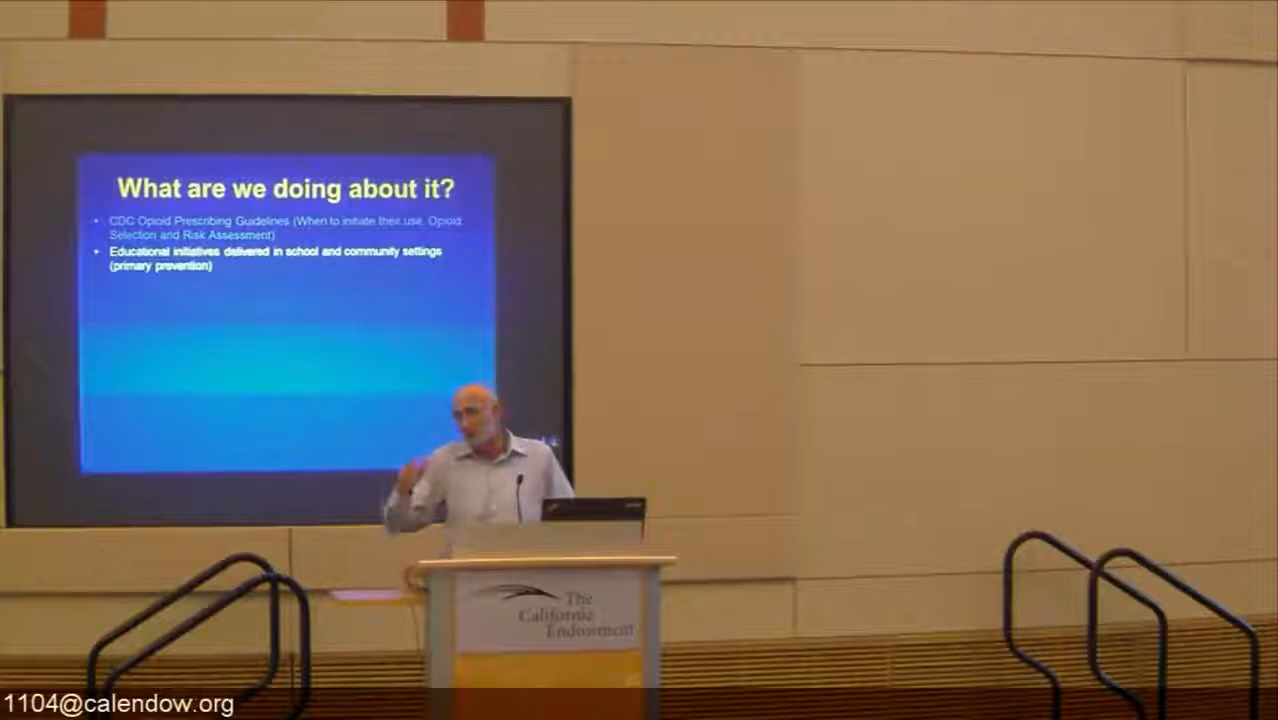 What are we doing about it?
• CDC Opioid Prescribing Guidelines (When to initiate their use, Opioid
Selection and Risk Assessment)
• Educational initiatives delivered in school and community settings
(primary prevention)
The
California
Endowment
1104@calendow.org